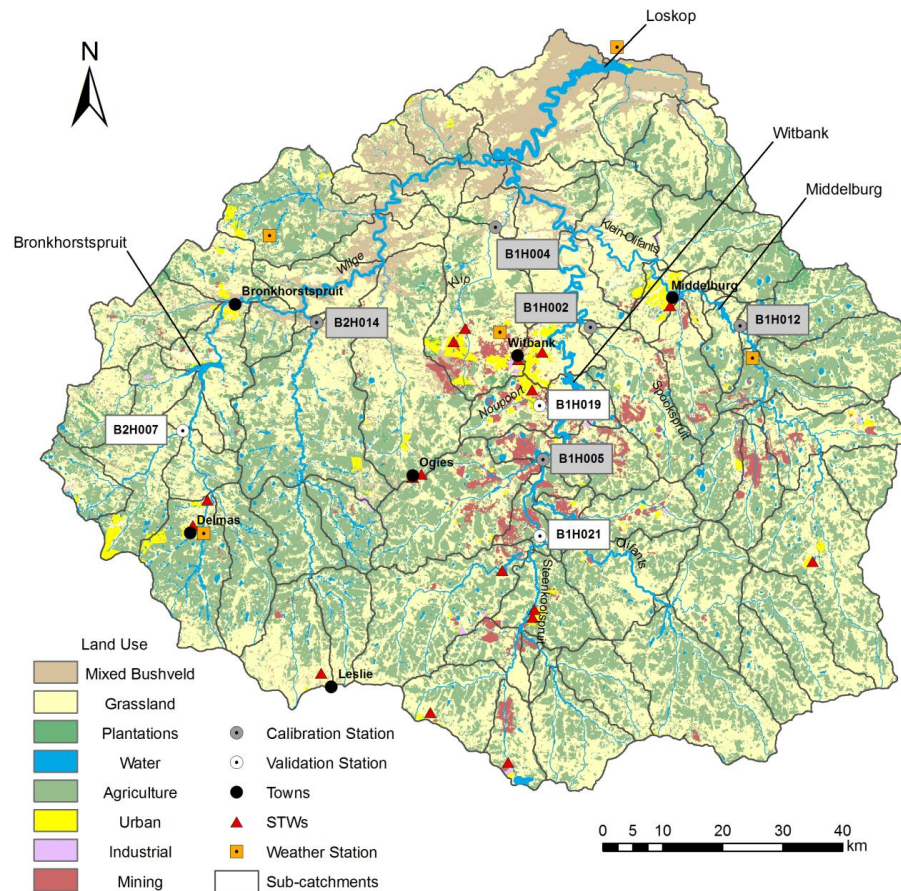 Loskop
N
Witbank
Middelburg
Klein-Olifants
B1H004
Bronkhorstspruit
Wilge
Klip
Bronkhorstspruit
Middelburg
B1H002
B2H014
B1H012
Witbank
Spookspruit
Noupoort
B1H019
B2H007
B1H005
Ogies
Delmas
B1H021
Olifants
Steenkoolspruit
Land Use
Leslie
Mixed Bushveld
Grassland
Plantations
Water
Agriculture
Urban
Industrial
Mining
Calibration Station
Validation Station
Towns
STWs
Weather Station
Sub-catchments
0 5 10 20 30 40
km